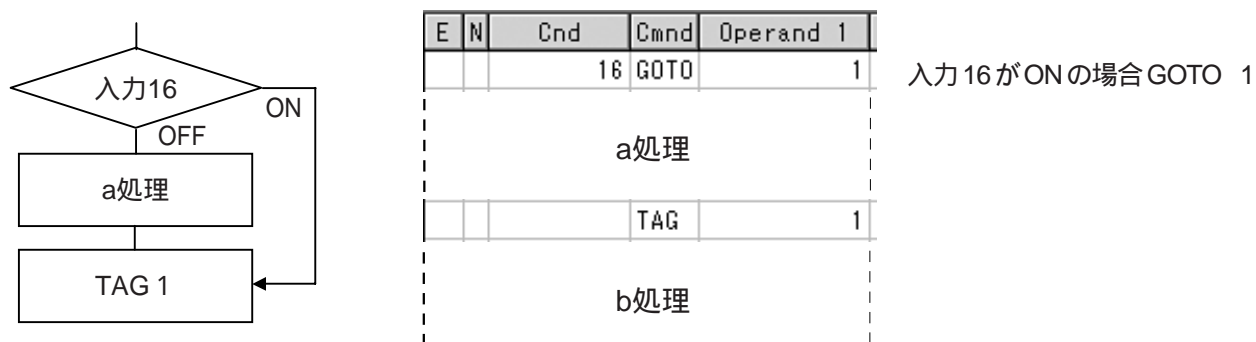 入力16
ON
OFF
a処理
TAG 1
E N Cnd Cmnd Operand 1
16 GOTO 1
a処理
TAG 1
b処理
入力16がONの場合GOTO 1